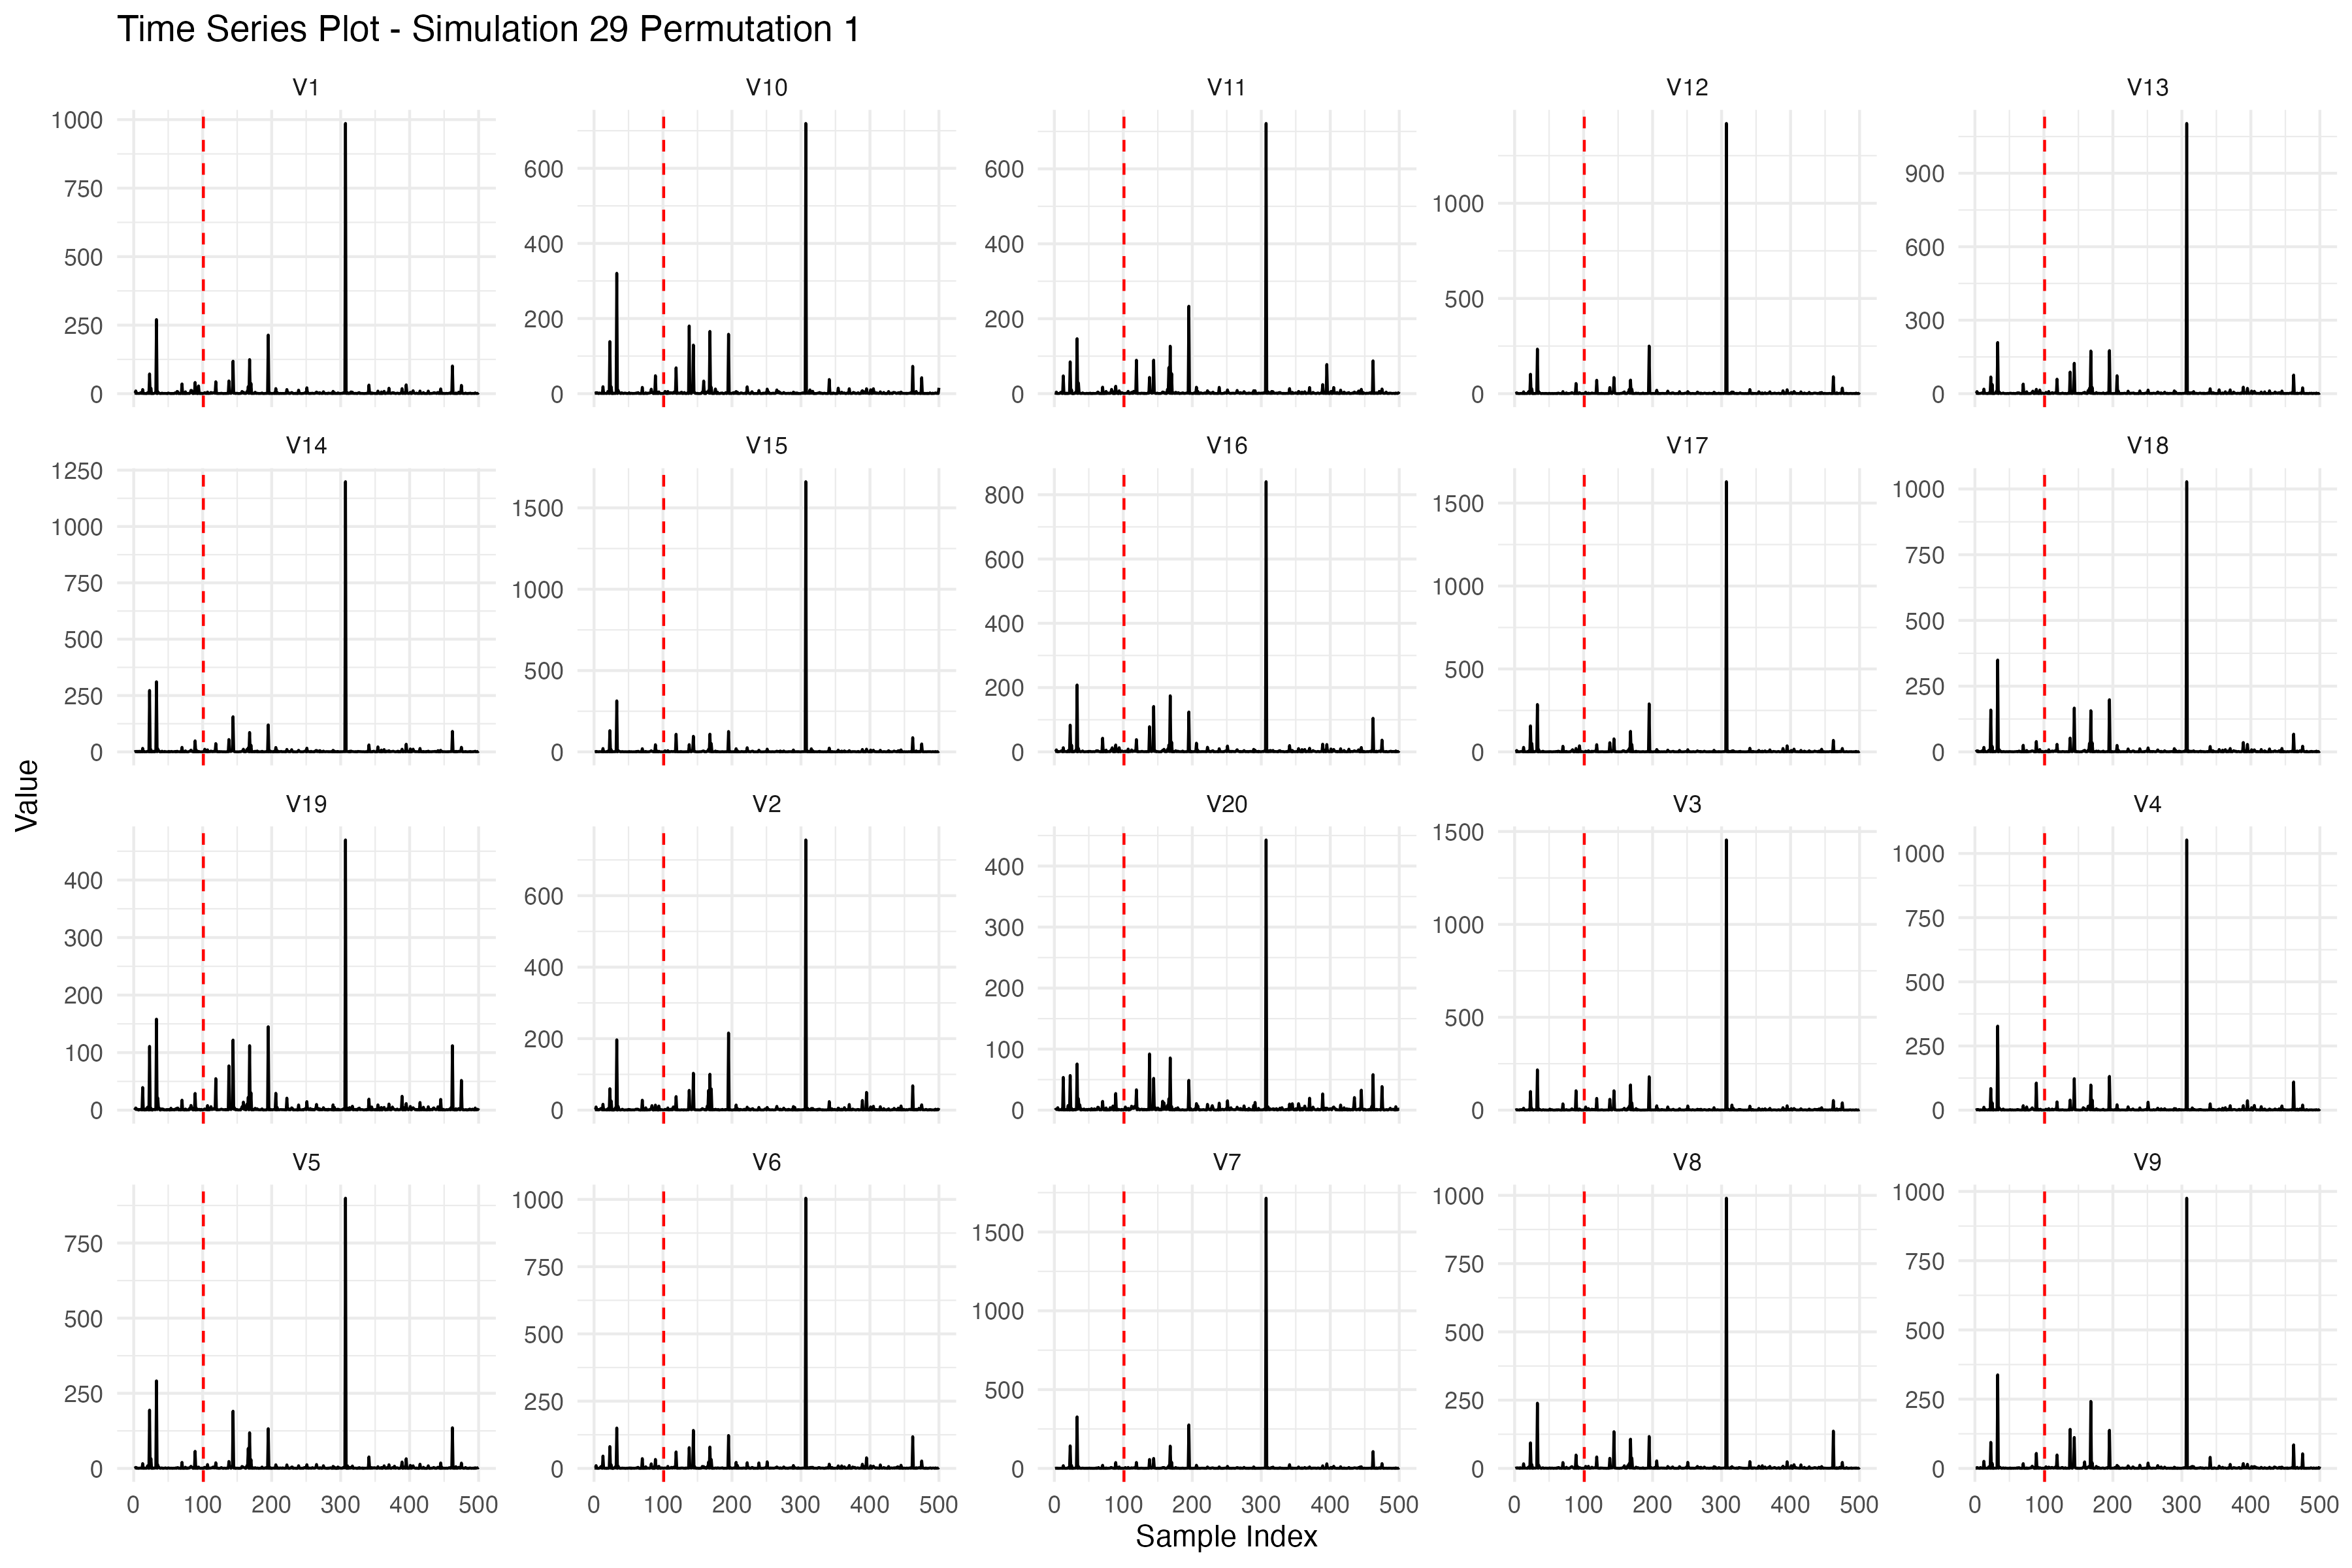 Time Series Plot - Simulation 29 Permutation 1
V1 V10 V11 V12 V13
1000 750 500 250 0
600 400 200 0
600 400 200 0
1000 500 0
900 600 300 0
V14 V15 V16 V17 V18
1250 1000 750 500 250 0
1500 1000 500 0
800 600 400 200 0
1500 1000 500 0
1000 750 500 250 0
Value
V19 V2 V20 V3 V4
400 300 200 100 0
600 400 200 0
400 300 200 100 0
1500 1000 500 0
1000 750 500 250 0
V5 V6 V7 V8 V9
750 500 250 0
1000 750 500 250 0
1500 1000 500 0
1000 750 500 250 0
1000 750 500 250 0
0 100 200 300 400 500 0 100 200 300 400 500 0 100 200 300 400 500 0 100 200 300 400 500 0 100 200 300 400 500
Sample Index